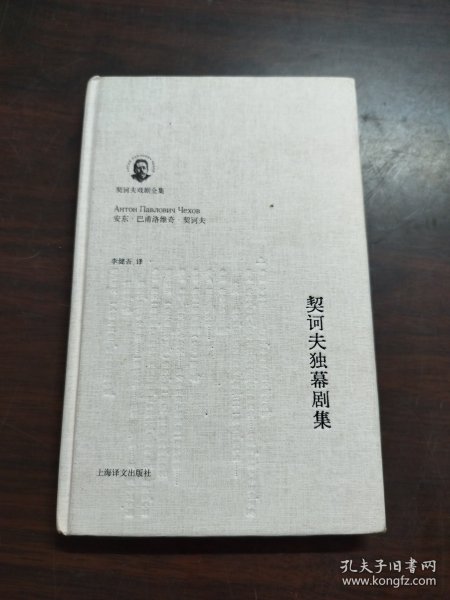 契诃夫戏剧全集
Антон Павлович Чехов
安东·巴甫洛维奇·契诃夫
李健吾 译
契诃夫独幕剧集
上海译文出版社
孔夫子旧书网
www.kongfz.com